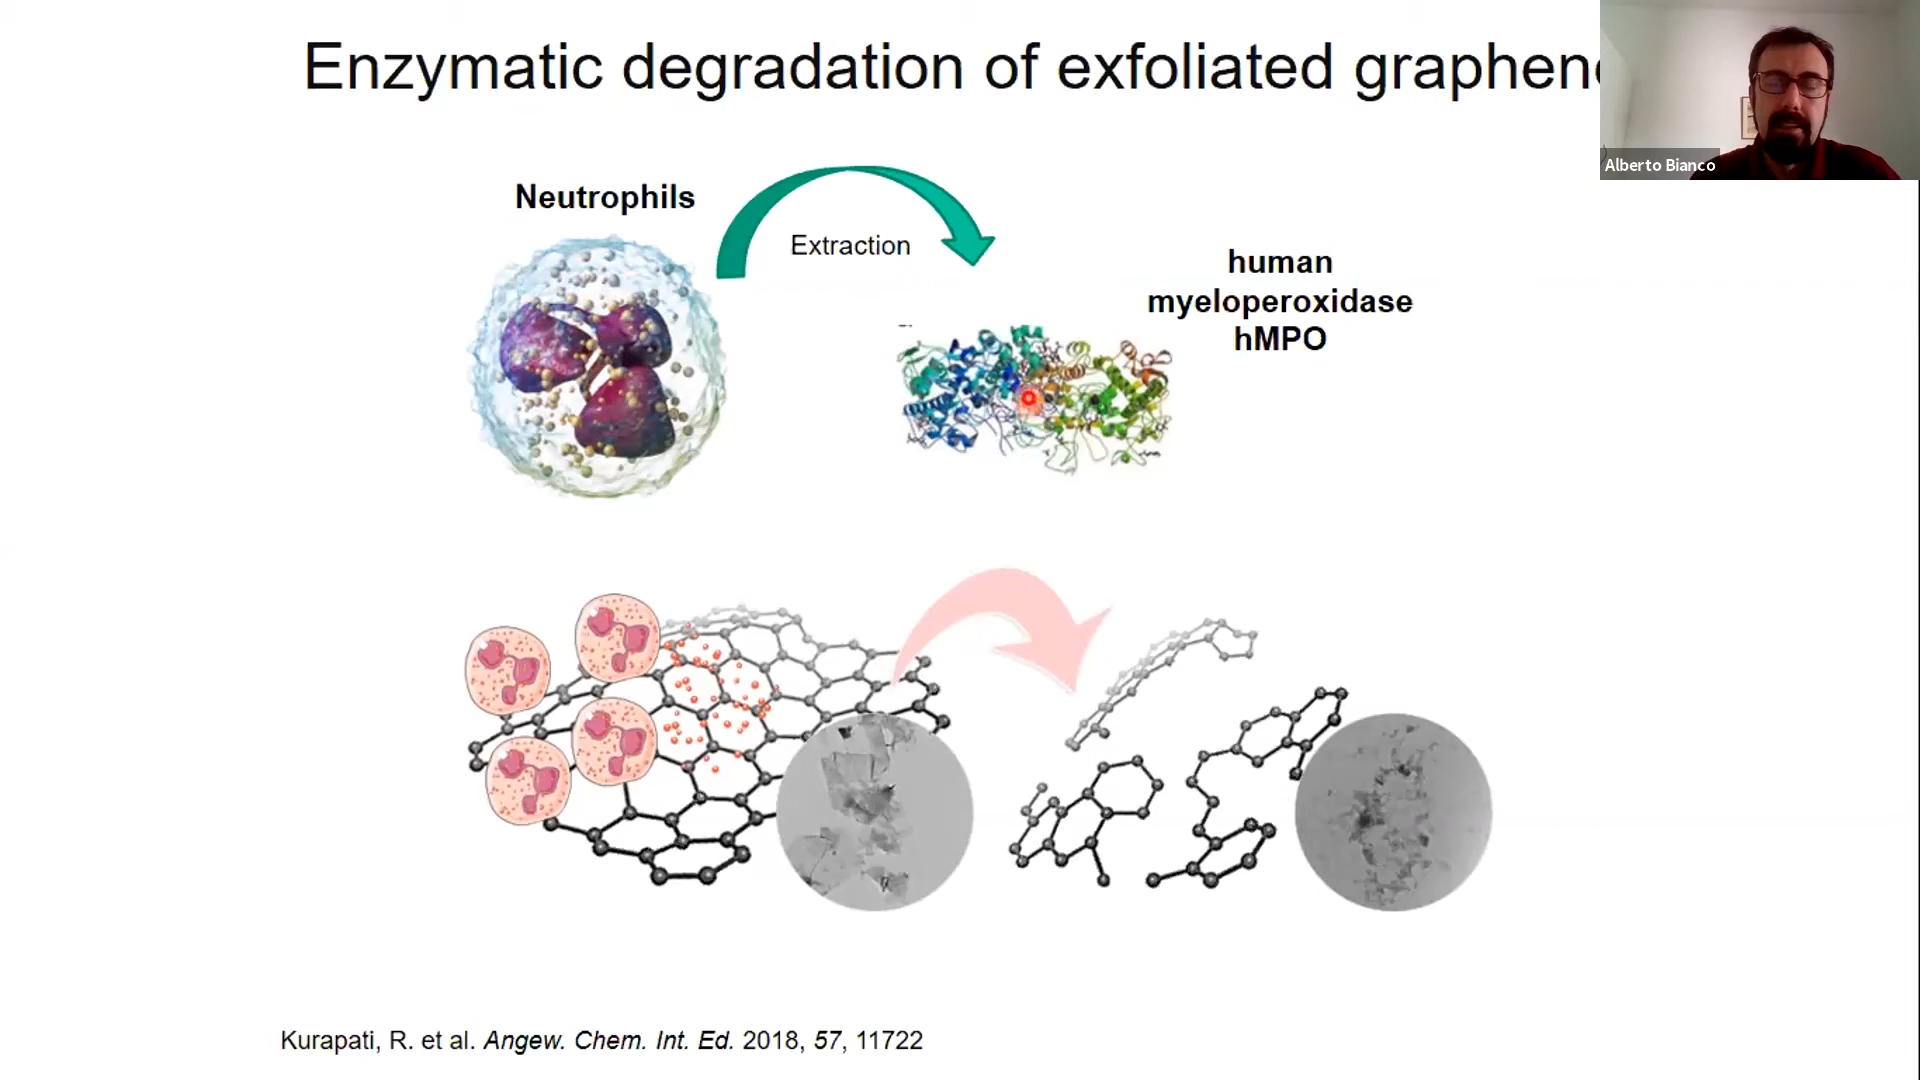 Enzymatic degradation of exfoliated graphene
Alberto Bianco
Neutrophils
Extraction
human
myeloperoxidase
hMPO
Kurapati, R. et al. Angew. Chem. Int. Ed. 2018, 57, 11722